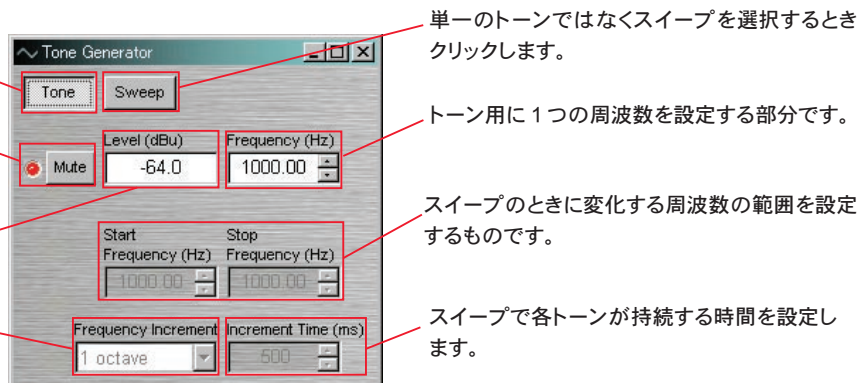 単一のトーンではなくスイープを選択するとき
クリックします。
Tone Generator
Tone
Sweep
トーン用に1つの周波数を設定する部分です。
Level (dBu)
Frequency (Hz)
Mute
-64.0
1000.00
スイープのときに変化する周波数の範囲を設定
するものです。
Start
Frequency (Hz)
Stop
Frequency (Hz)
1000.00
1000.00
スイープで各トーンが持続する時間を設定し
ます。
Frequency Increment
Increment Time (ms)
1 octave
500